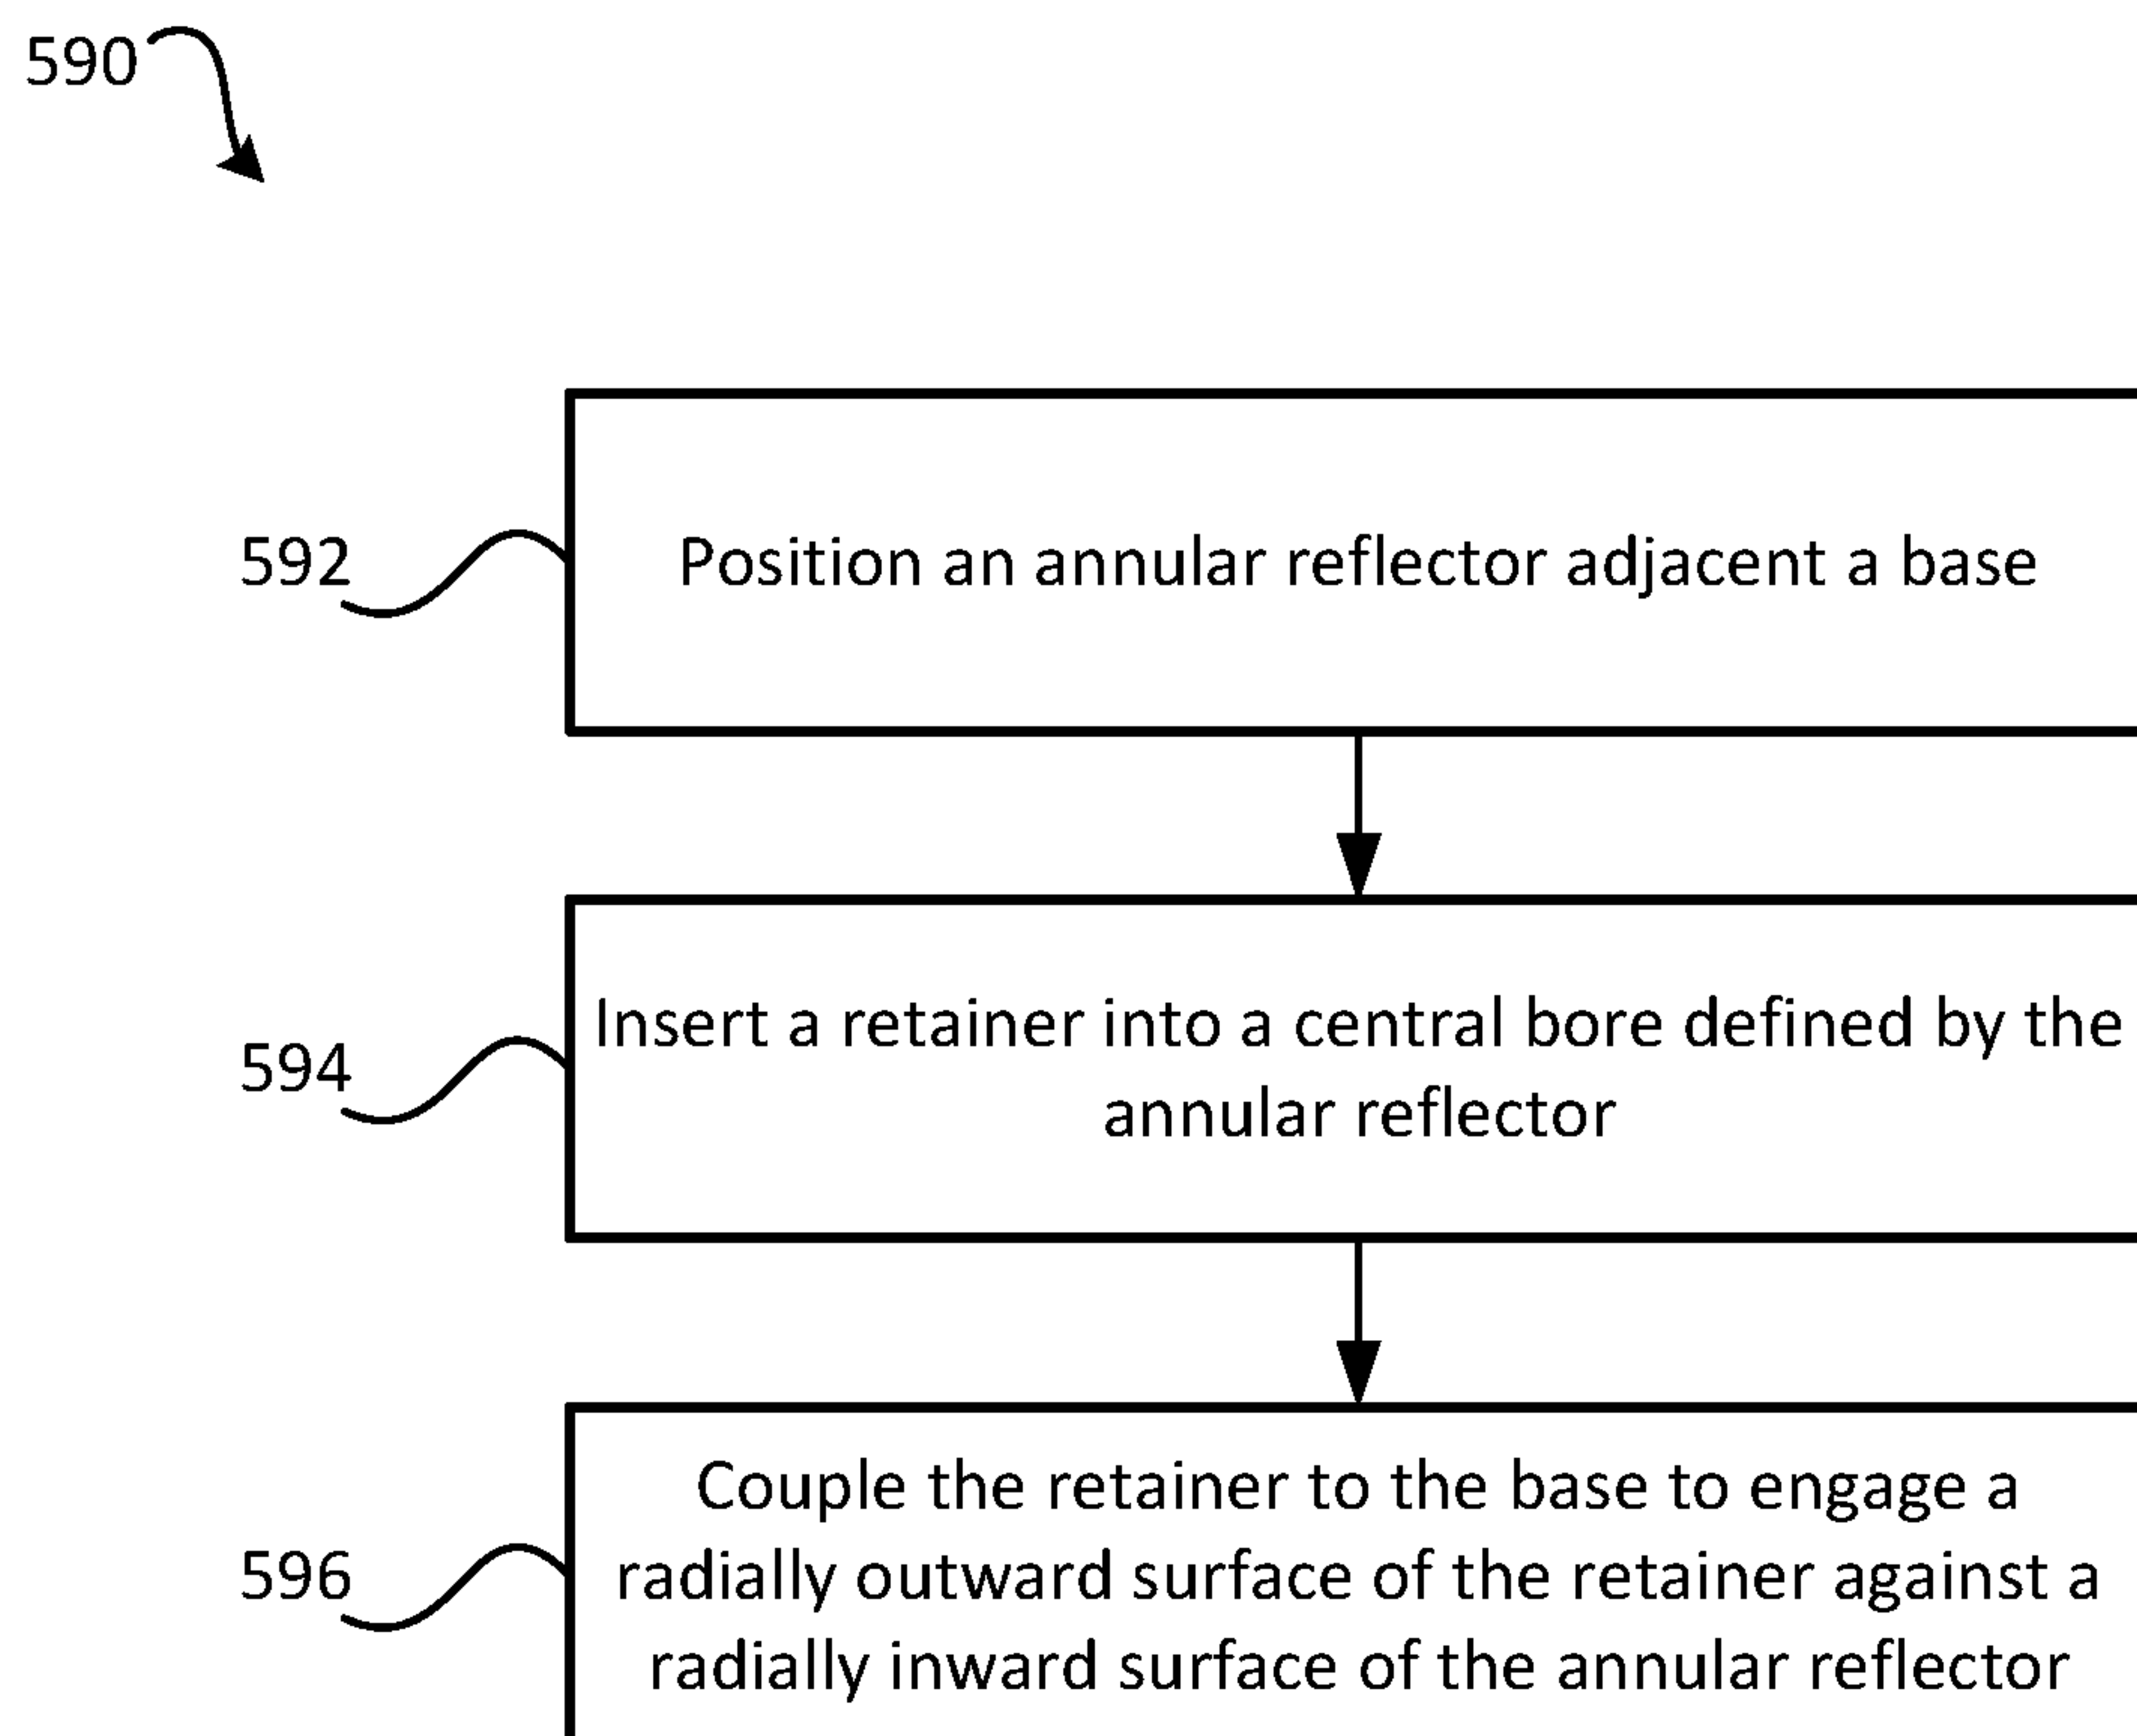 590
592
Position an annular reflector adjacent a base
594
Insert a retainer into a central bore defined by the
annular reflector
596
Couple the retainer to the base to engage a
radially outward surface of the retainer against a
radially inward surface of the annular reflector